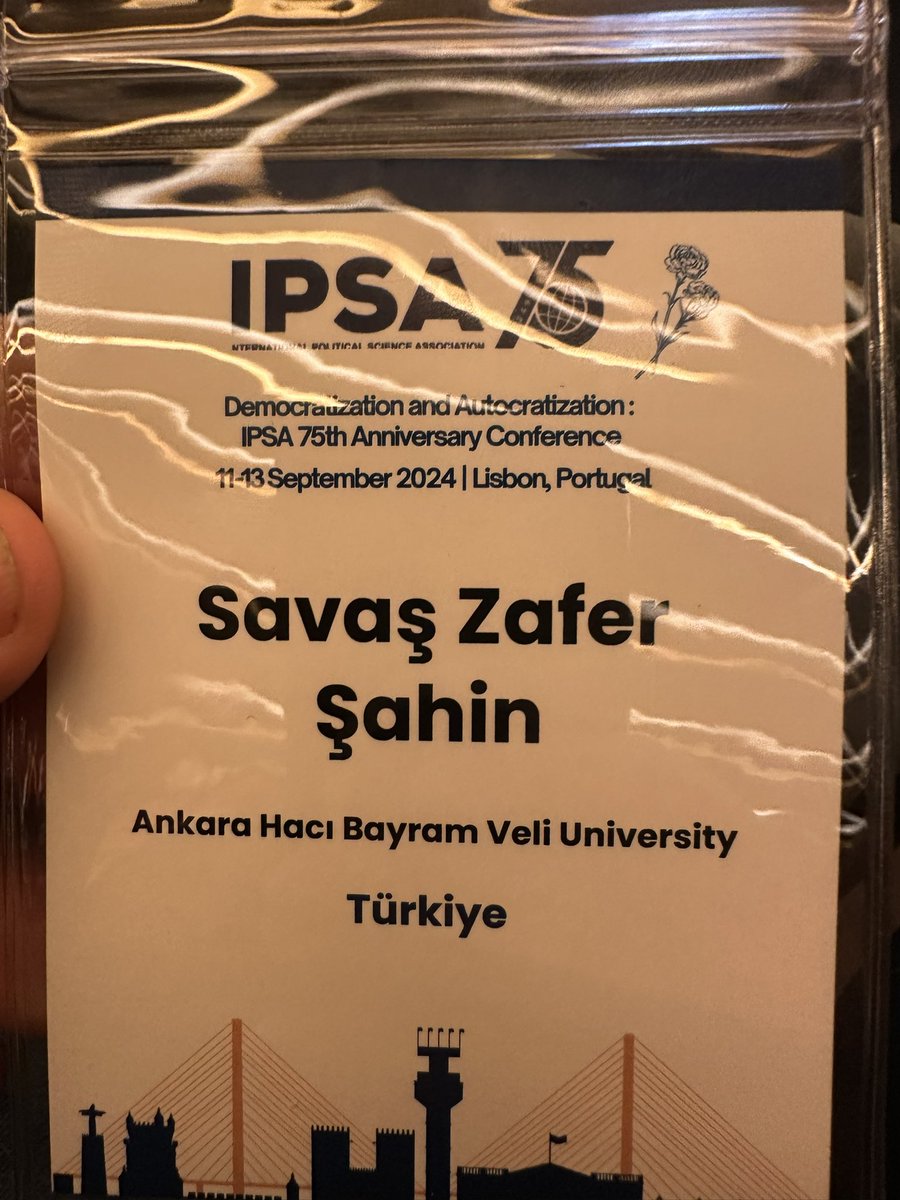 IPSA 75
INTERNATIONAL POLITICAL SCIENCE ASSOCIATION
Democratization and Autocratization :
IPSA 75th Anniversary Conference
11-13 September 2024 | Lisbon, Portugal
Savaş Zafer
Şahin
Ankara Hacı Bayram Veli University
Türkiye